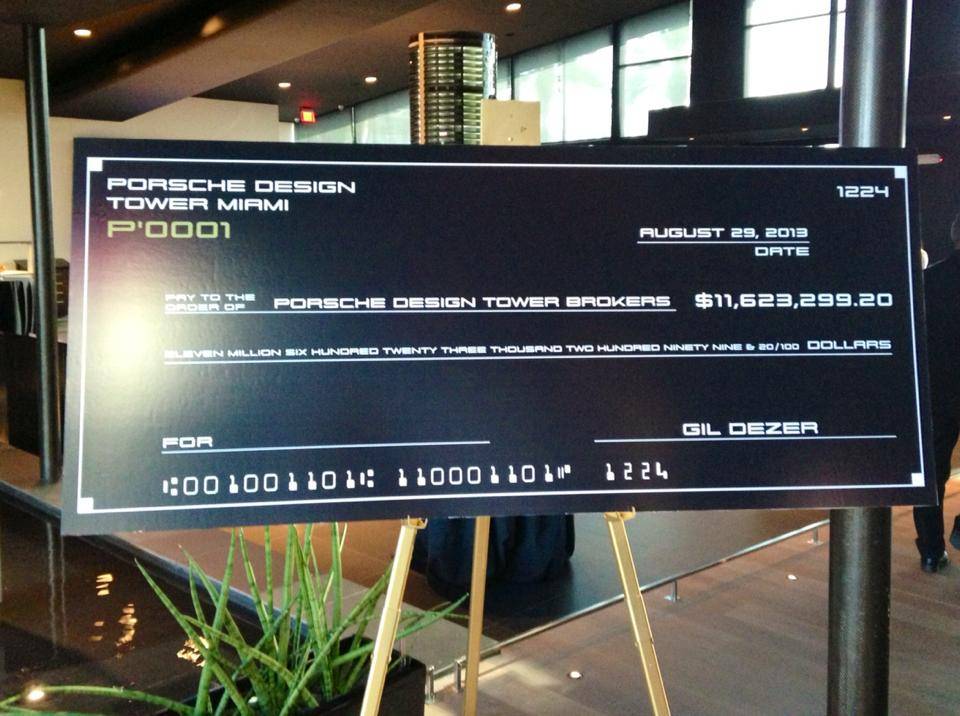 PORSCHE DESIGN
TOWER MIAMI
P'0001
1224
AUGUST 29, 2013
DATE
PAY TO THE
ORDER OF PORSCHE DESIGN TOWER BROKERS $11,623,299.20
ELEVEN MILLION SIX HUNDRED TWENTY THREE THOUSAND TWO HUNDRED NINETY NINE & 20/100 DOLLARS
GIL DEZER
FOR
⑆001001101⑆ 110001101⑈ 1224